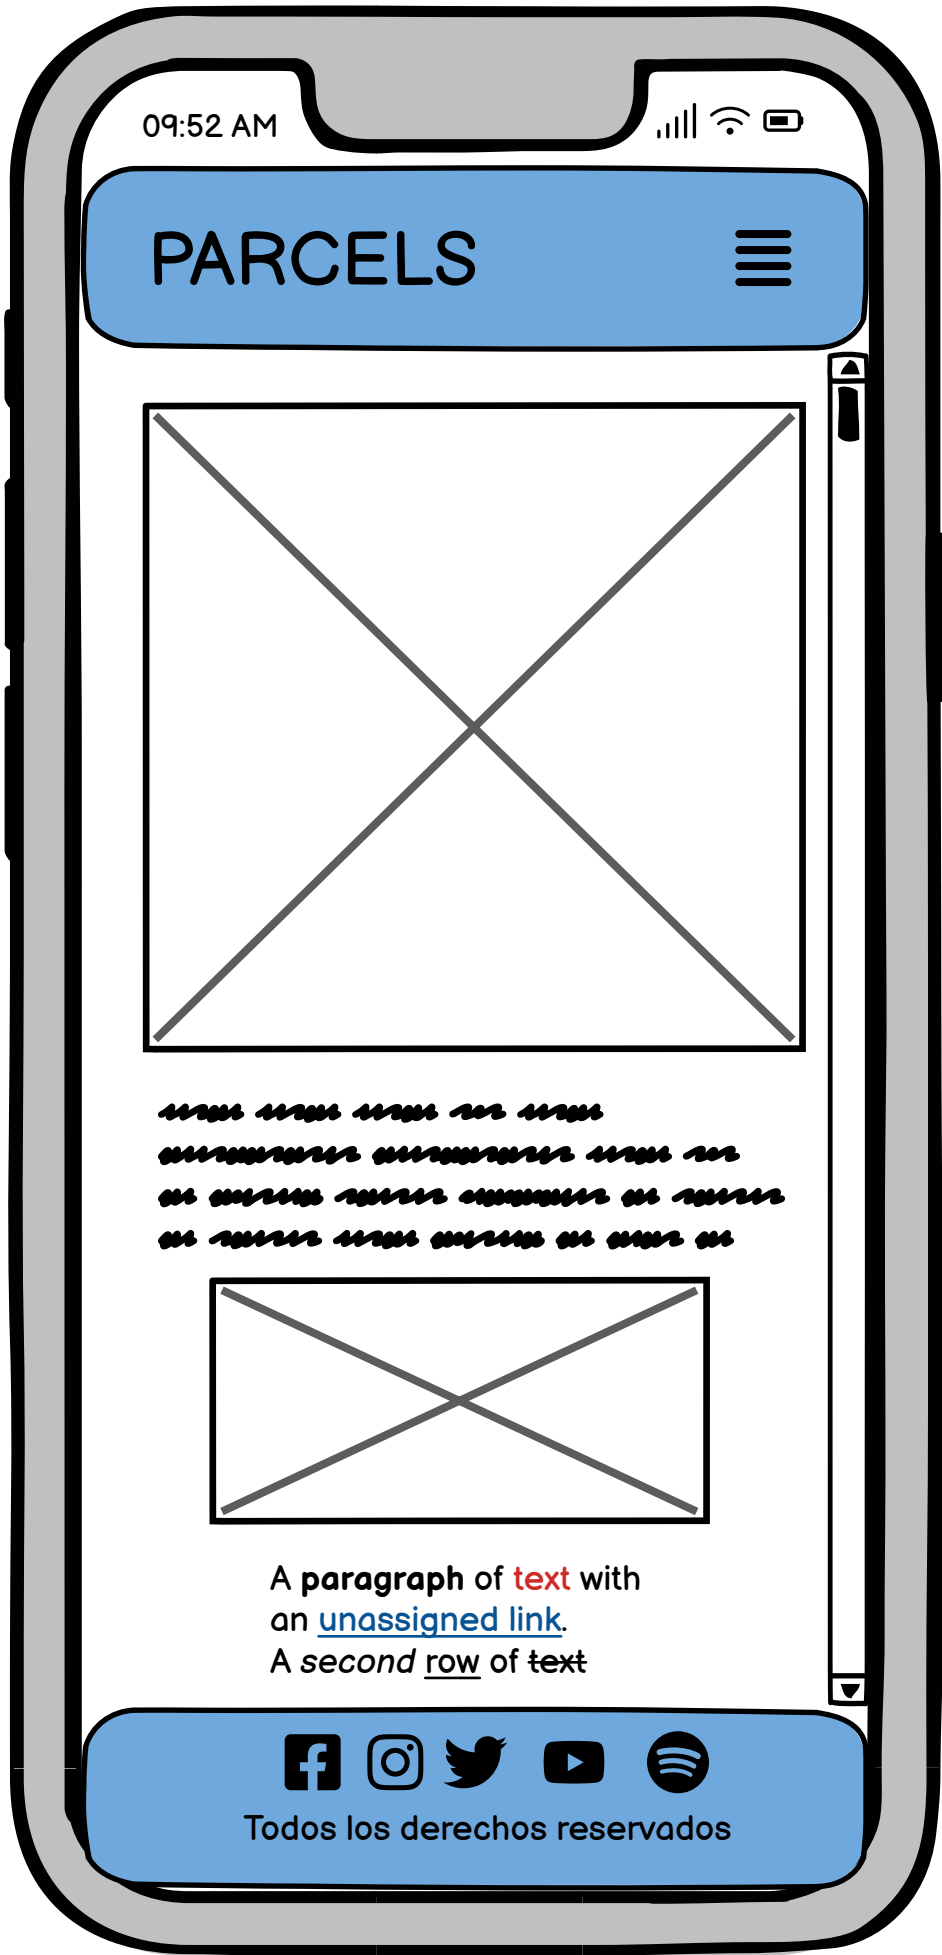 09:52 AM
PARCELS
A paragraph of text with
an unassigned link.
A second row of text
Todos los derechos reservados